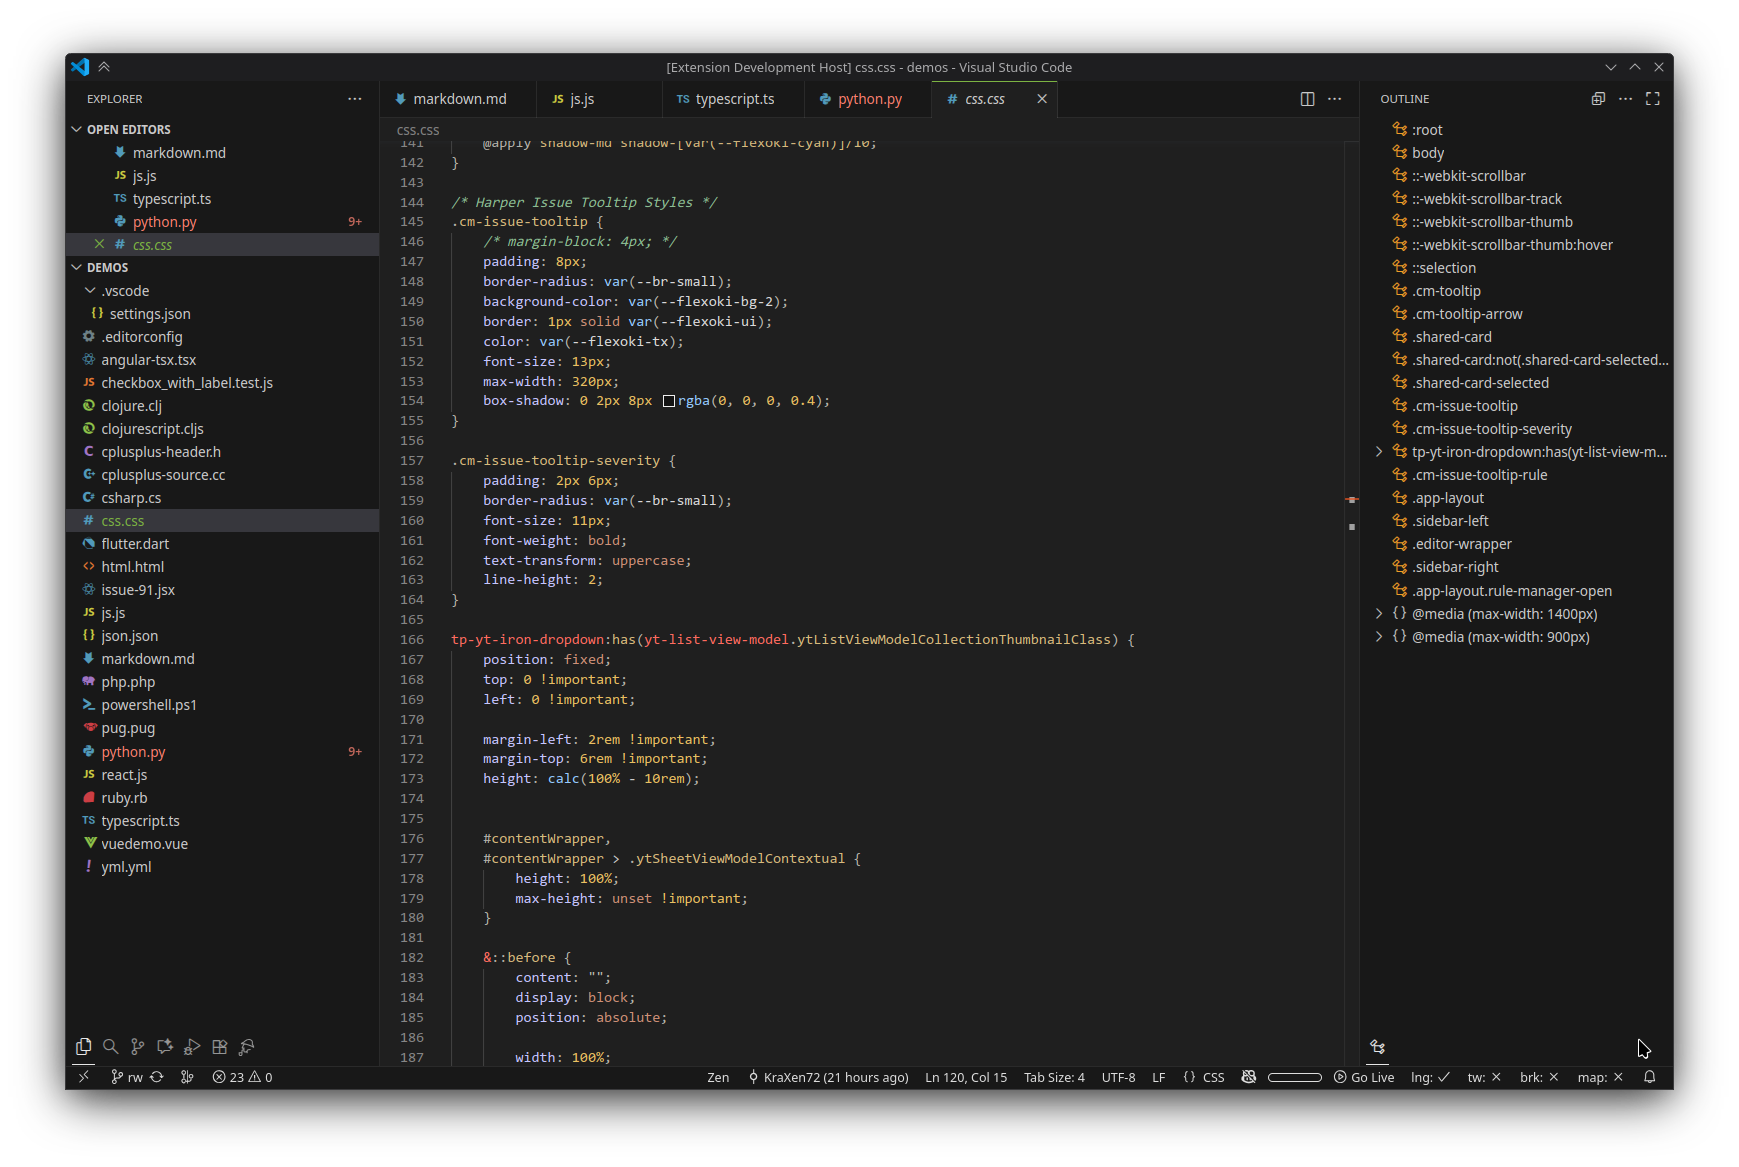 [Extension Development Host] css.css - demos - Visual Studio Code
EXPLORER
OPEN EDITORS
markdown.md
JS js.js
TS typescript.ts
python.py 9+
# css.css
DEMOS
.vscode
{} settings.json
.editorconfig
angular-tsx.tsx
JS checkbox_with_label.test.js
clojure.clj
clojurescript.cljs
C cplusplus-header.h
C+ cplusplus-source.cc
csharp.cs
# css.css
flutter.dart
<> html.html
issue-91.jsx
JS js.js
{} json.json
markdown.md
php.php
powershell.ps1
pug.pug
python.py 9+
JS react.js
ruby.rb
TS typescript.ts
vuedemo.vue
! yml.yml
markdown.md
JS js.js
TS typescript.ts
python.py
# css.css
css.css
141 @apply shadow-md shadow-[var(--flexoki-cyan)]/10;
142 }
143
144 /* Harper Issue Tooltip Styles */
145 .cm-issue-tooltip {
146 /* margin-block: 4px; */
147 padding: 8px;
148 border-radius: var(--br-small);
149 background-color: var(--flexoki-bg-2);
150 border: 1px solid var(--flexoki-ui);
151 color: var(--flexoki-tx);
152 font-size: 13px;
153 max-width: 320px;
154 box-shadow: 0 2px 8px rgba(0, 0, 0, 0.4);
155 }
156
157 .cm-issue-tooltip-severity {
158 padding: 2px 6px;
159 border-radius: var(--br-small);
160 font-size: 11px;
161 font-weight: bold;
162 text-transform: uppercase;
163 line-height: 2;
164 }
165
166 tp-yt-iron-dropdown:has(yt-list-view-model.ytListViewModelCollectionThumbnailClass) {
167 position: fixed;
168 top: 0 !important;
169 left: 0 !important;
170
171 margin-left: 2rem !important;
172 margin-top: 6rem !important;
173 height: calc(100% - 10rem);
174
175
176 #contentWrapper,
177 #contentWrapper > .ytSheetViewModelContextual {
178 height: 100%;
179 max-height: unset !important;
180 }
181
182 &::before {
183 content: "";
184 display: block;
185 position: absolute;
186
187 width: 100%;
OUTLINE
:root
body
::-webkit-scrollbar
::-webkit-scrollbar-track
::-webkit-scrollbar-thumb
::-webkit-scrollbar-thumb:hover
::selection
.cm-tooltip
.cm-tooltip-arrow
.shared-card
.shared-card:not(.shared-card-selected...
.shared-card-selected
.cm-issue-tooltip
.cm-issue-tooltip-severity
tp-yt-iron-dropdown:has(yt-list-view-m...
.cm-issue-tooltip-rule
.app-layout
.sidebar-left
.editor-wrapper
.sidebar-right
.app-layout.rule-manager-open
{} @media (max-width: 1400px)
{} @media (max-width: 900px)
rw 23 0 Zen KraXen72 (21 hours ago) Ln 120, Col 15 Tab Size: 4 UTF-8 LF {} CSS Go Live lng: ✓ tw: ✕ brk: ✕ map: ✕